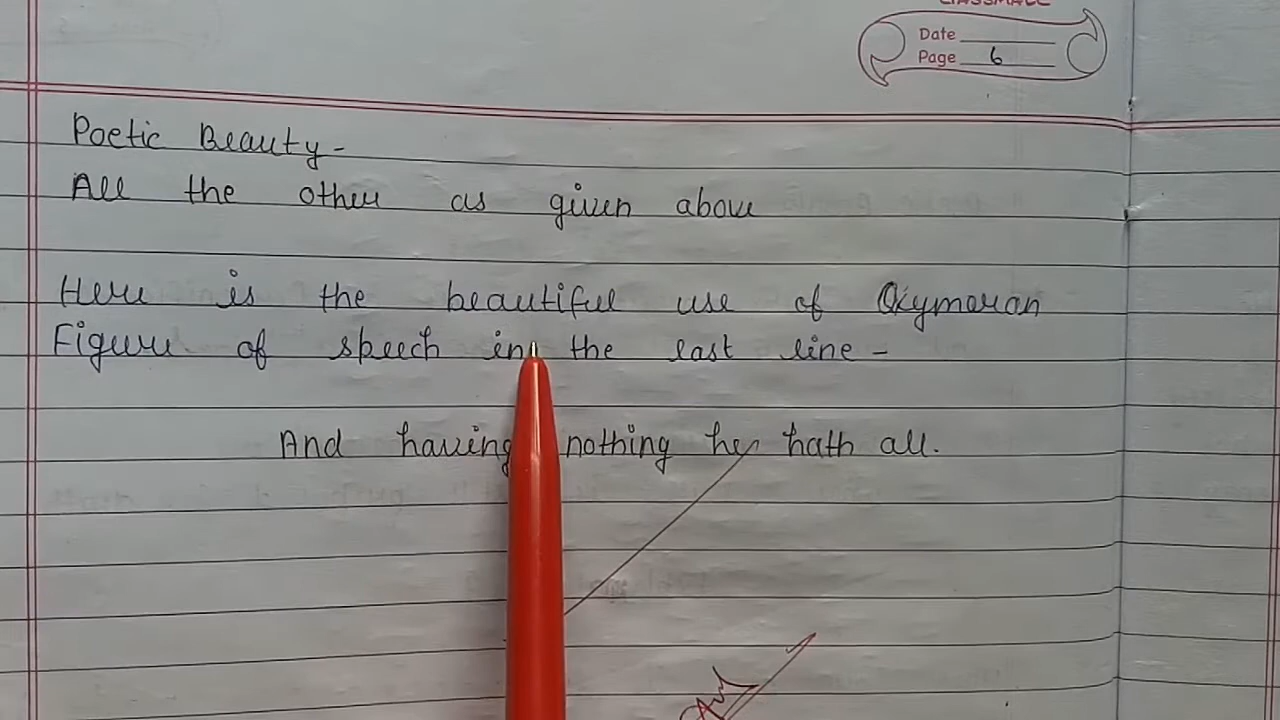 Date
Page 6
Poetic Beauty-
All the other as given above
Here is the beautiful use of Oxymoron
Figure of speech in the last line -
And having nothing he hath all.